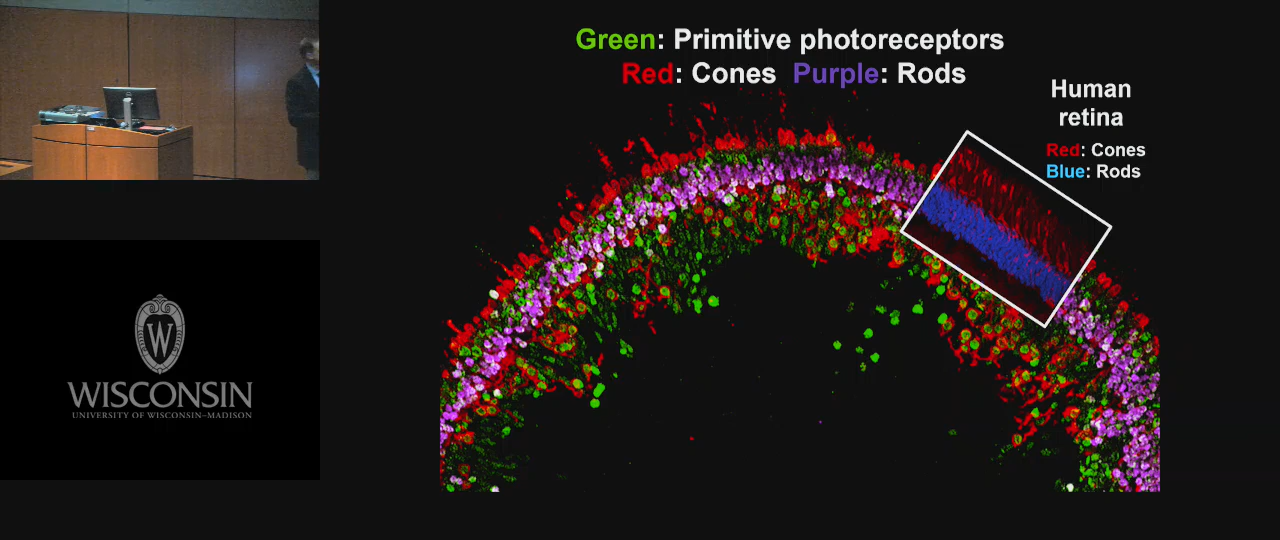 Green: Primitive photoreceptors
Red: Cones Purple: Rods
Human
retina
Red: Cones
Blue: Rods
W
WISCONSIN
UNIVERSITY OF WISCONSIN–MADISON